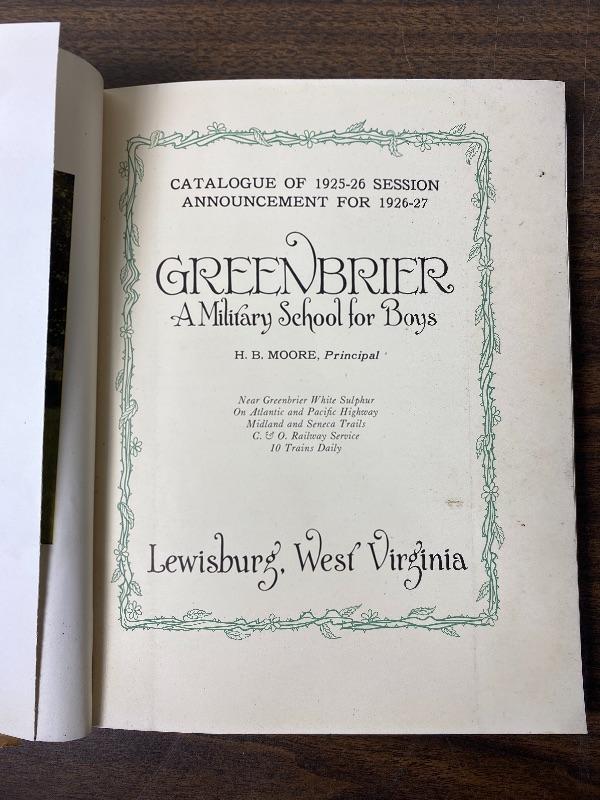 CATALOGUE OF 1925-26 SESSION
ANNOUNCEMENT FOR 1926-27
GREENBRIER
A Military School for Boys
H. B. MOORE, Principal
Near Greenbrier White Sulphur
On Atlantic and Pacific Highway
Midland and Seneca Trails
C. & O. Railway Service
10 Trains Daily
Lewisburg, West Virginia